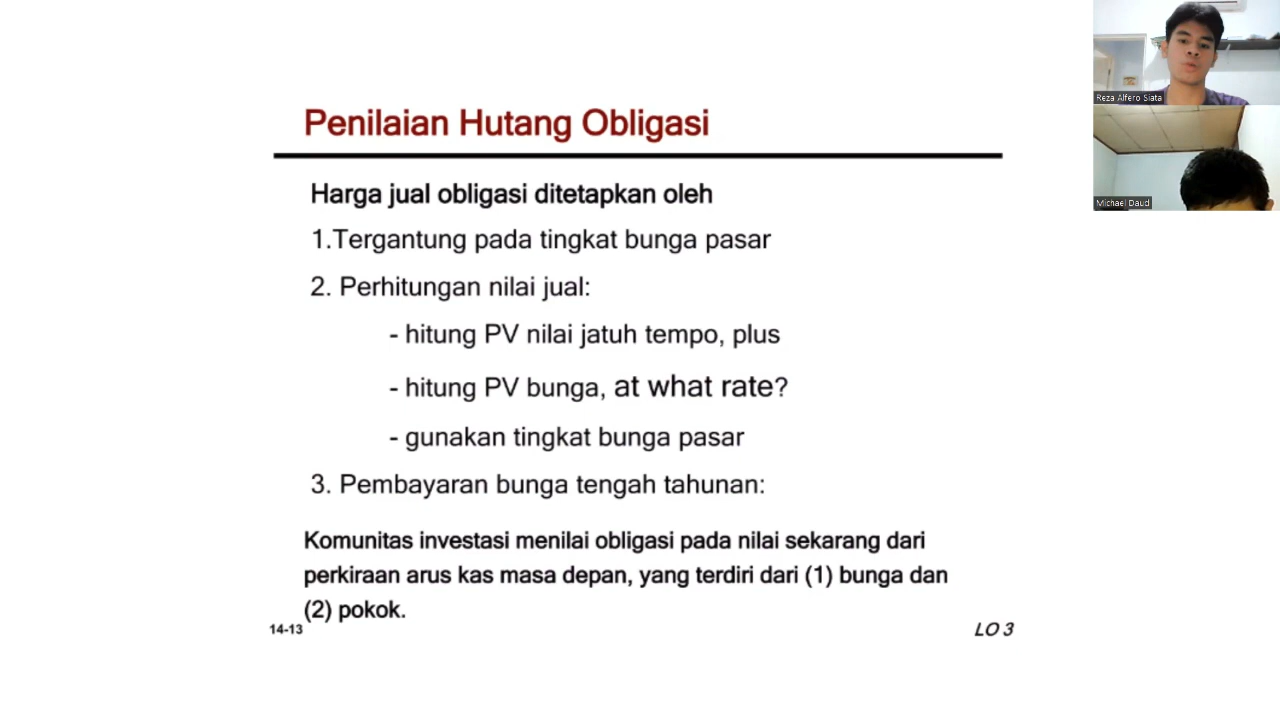 Penilaian Hutang Obligasi
Harga jual obligasi ditetapkan oleh
1.Tergantung pada tingkat bunga pasar
2. Perhitungan nilai jual:
- hitung PV nilai jatuh tempo, plus
- hitung PV bunga, at what rate?
- gunakan tingkat bunga pasar
3. Pembayaran bunga tengah tahunan:
Komunitas investasi menilai obligasi pada nilai sekarang dari
perkiraan arus kas masa depan, yang terdiri dari (1) bunga dan
(2) pokok.
14-13
LO 3
Reza Alfero Siata
Michael Daud